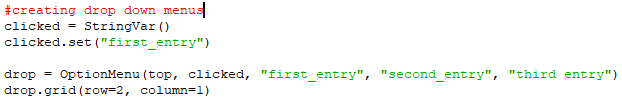 #creating drop down menus
clicked = StringVar()
clicked.set("first_entry")
drop = OptionMenu(top, clicked, "first_entry", "second_entry", "third entry")
drop.grid(row=2, column=1)